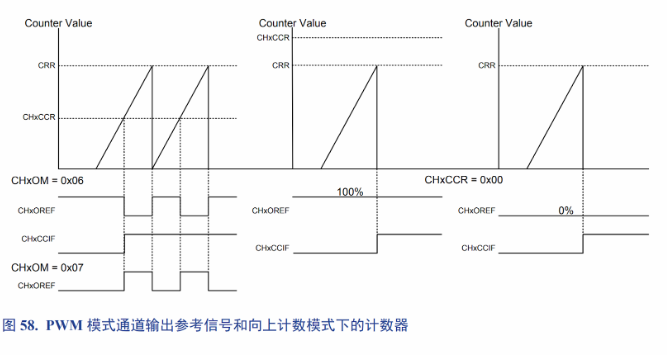 Counter Value
CRR
CHxCCR
CHxOM = 0x06
CHxOREF
CHxCCIF
CHxOM = 0x07
CHxOREF
Counter Value
CHxCCR
CRR
100%
CHxOREF
CHxCCIF
Counter Value
CRR
CHxCCR = 0x00
CHxOREF
0%
CHxCCIF
图 58. PWM 模式通道输出参考信号和向上计数模式下的计数器